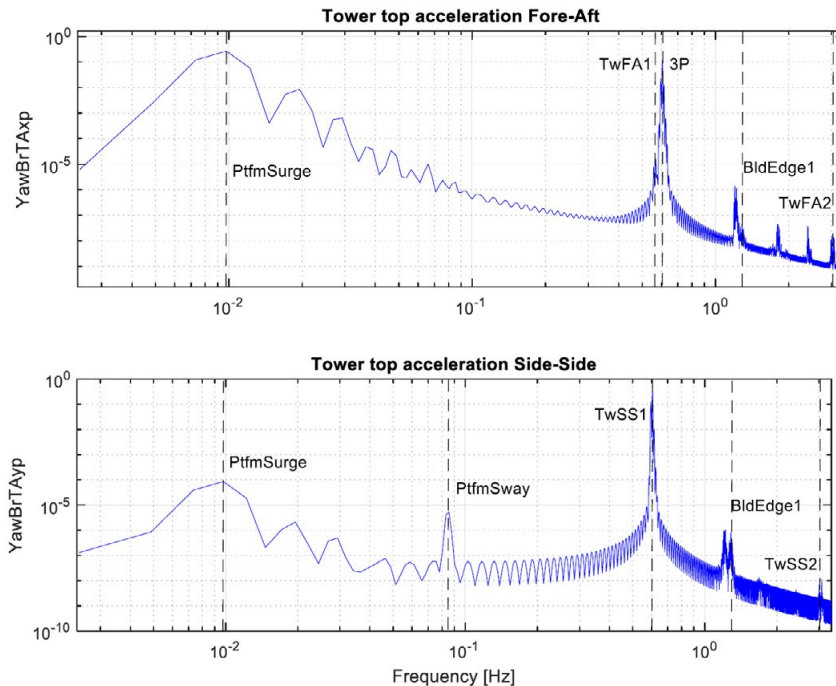 Tower top acceleration Fore-Aft
10^0
TwFA1
3P
YawBrTAxp
10^-5
PtfmSurge
BldEdge1
TwFA2
10^-2
10^-1
10^0
Tower top acceleration Side-Side
10^0
TwSS1
PtfmSurge
PtfmSway
YawBrTAyp
10^-5
BldEdge1
TwSS2
10^-10
10^-2
10^-1
10^0
Frequency [Hz]